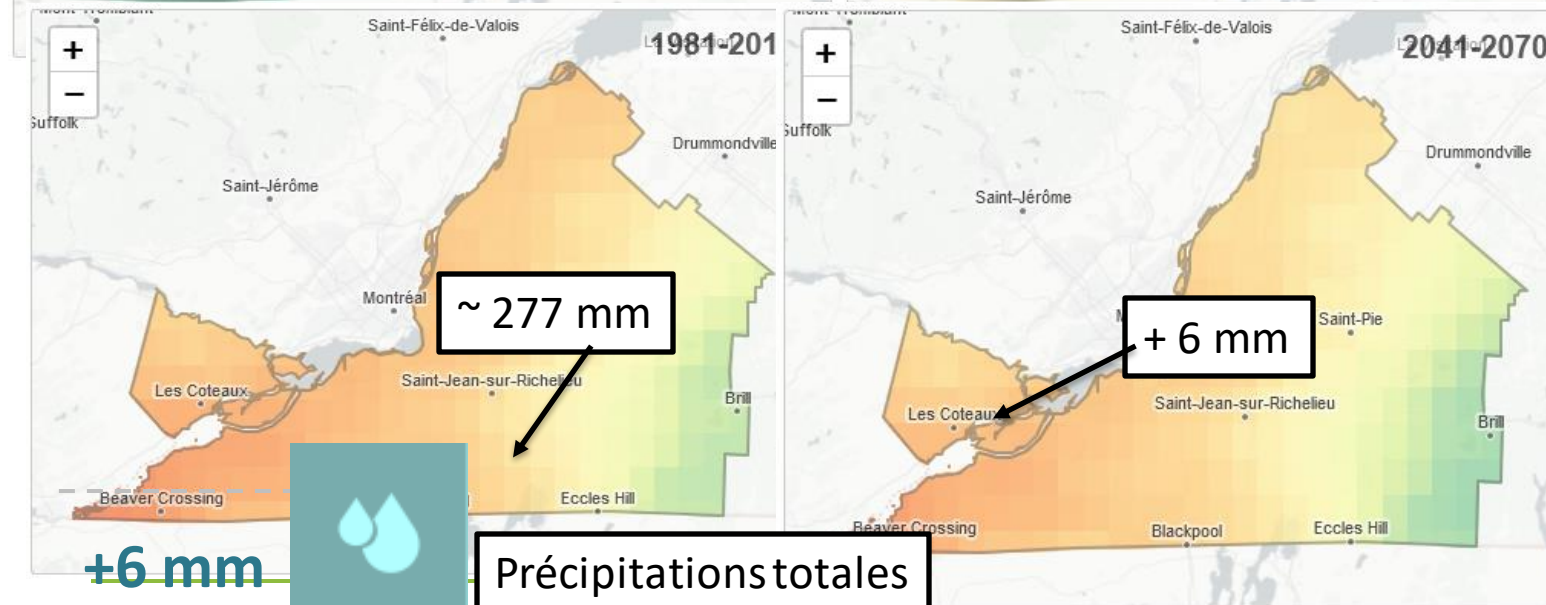 Saint-Félix-de-Valois
1981-201
+
−
Suffolk
Drummondville
Saint-Jérôme
Montréal
~ 277 mm
Les Coteaux
Saint-Jean-sur-Richelieu
Brill
Beaver Crossing
Eccles Hill
+6 mm
Précipitations totales
Saint-Félix-de-Valois
2041-2070
+
−
Suffolk
Drummondville
Saint-Jérôme
+ 6 mm
Saint-Pie
Les Coteaux
Saint-Jean-sur-Richelieu
Brill
Beaver Crossing
Blackpool
Eccles Hill